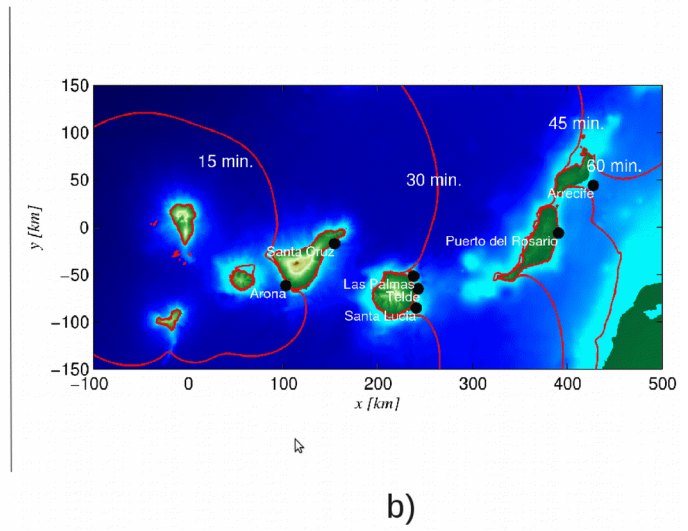 150
100
50
0
−50
−100
−150
y [km]
15 min.
30 min.
45 min.
60 min.
Arrecife
Puerto del Rosario
Santa Cruz
Arona
Las Palmas
Telde
Santa Lucia
−100
0
100
200
300
400
500
x [km]
b)